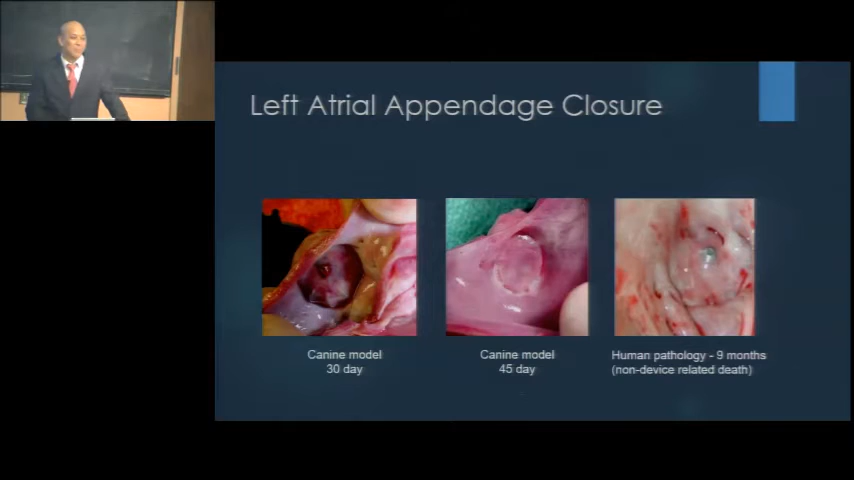 Left Atrial Appendage Closure
Canine model
30 day
Canine model
45 day
Human pathology - 9 months
(non-device related death)